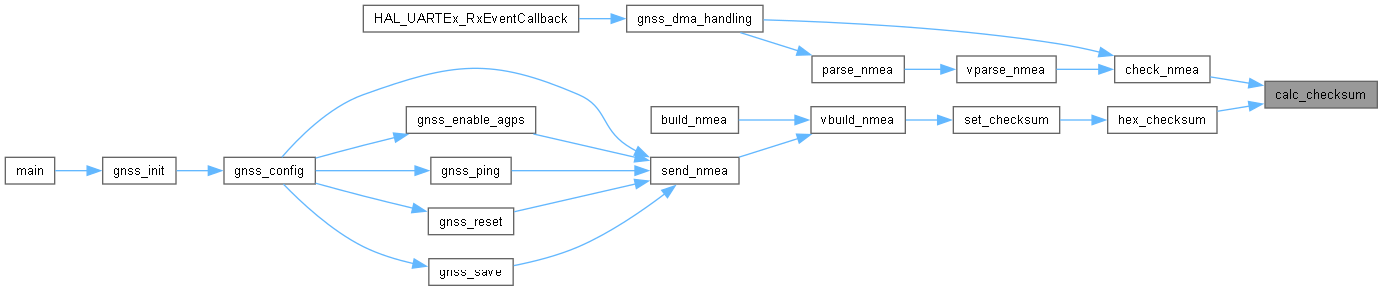 HAL_UARTEx_RxEventCallback
gnss_dma_handling
parse_nmea
vparse_nmea
check_nmea
calc_checksum
gnss_enable_agps
build_nmea
vbuild_nmea
set_checksum
hex_checksum
main
gnss_init
gnss_config
gnss_ping
send_nmea
gnss_reset
gnss_save